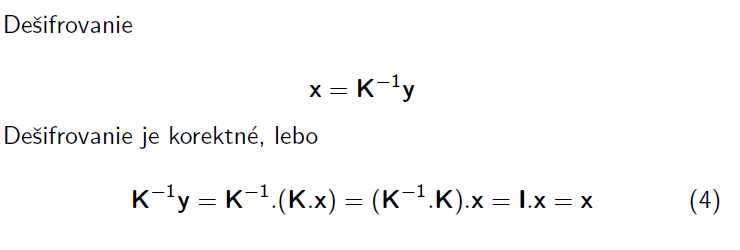 Dešifrovanie
x = K⁻¹y
Dešifrovanie je korektné, lebo
K⁻¹y = K⁻¹.(K.x) = (K⁻¹.K).x = I.x = x (4)